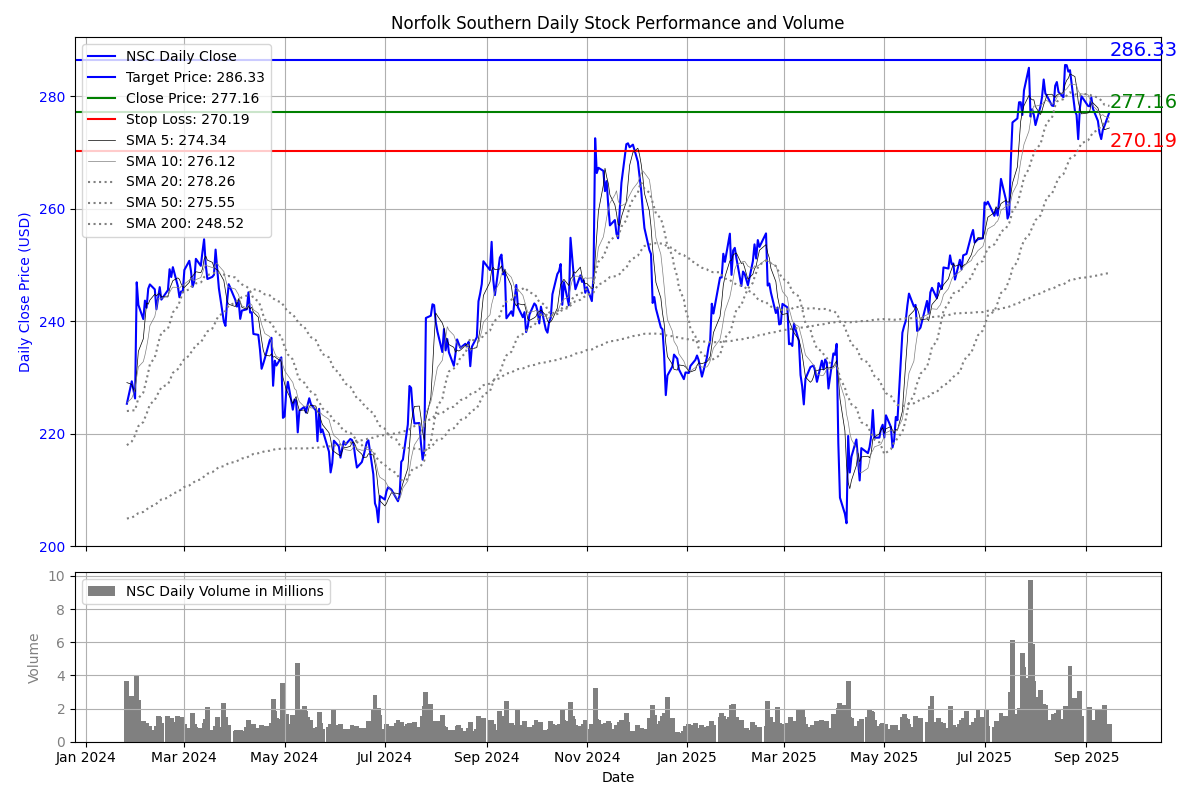 Norfolk Southern Daily Stock Performance and Volume
NSC Daily Close
Target Price: 286.33
Close Price: 277.16
Stop Loss: 270.19
SMA 5: 274.34
SMA 10: 276.12
SMA 20: 278.26
SMA 50: 275.55
SMA 200: 248.52
286.33
277.16
270.19
280
260
240
220
200
Daily Close Price (USD)
NSC Daily Volume in Millions
10
8
6
4
2
0
Volume
Jan 2024 Mar 2024 May 2024 Jul 2024 Sep 2024 Nov 2024 Jan 2025 Mar 2025 May 2025 Jul 2025 Sep 2025
Date